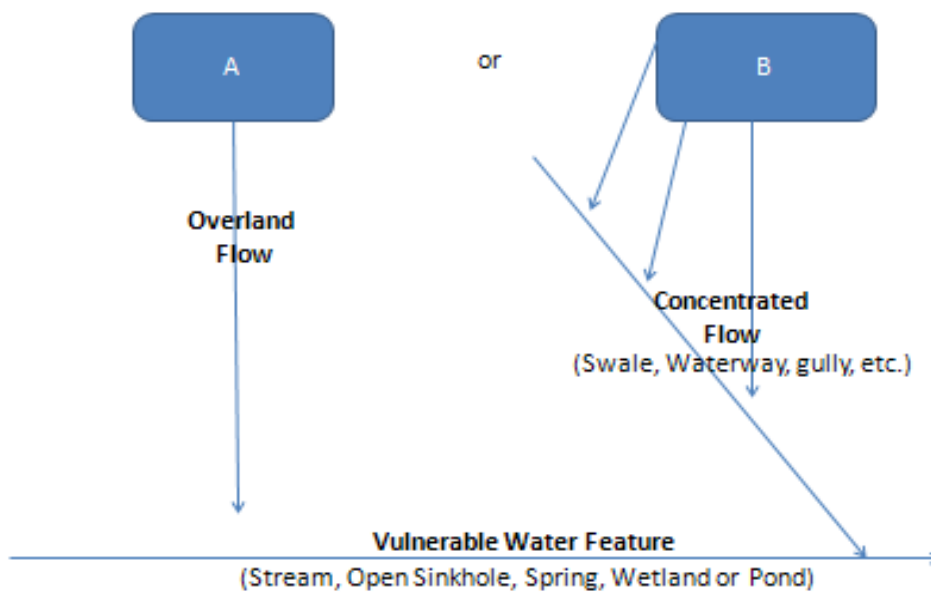 A
or
B
Overland
Flow
Concentrated
Flow
(Swale, Waterway, gully, etc.)
Vulnerable Water Feature
(Stream, Open Sinkhole, Spring, Wetland or Pond)